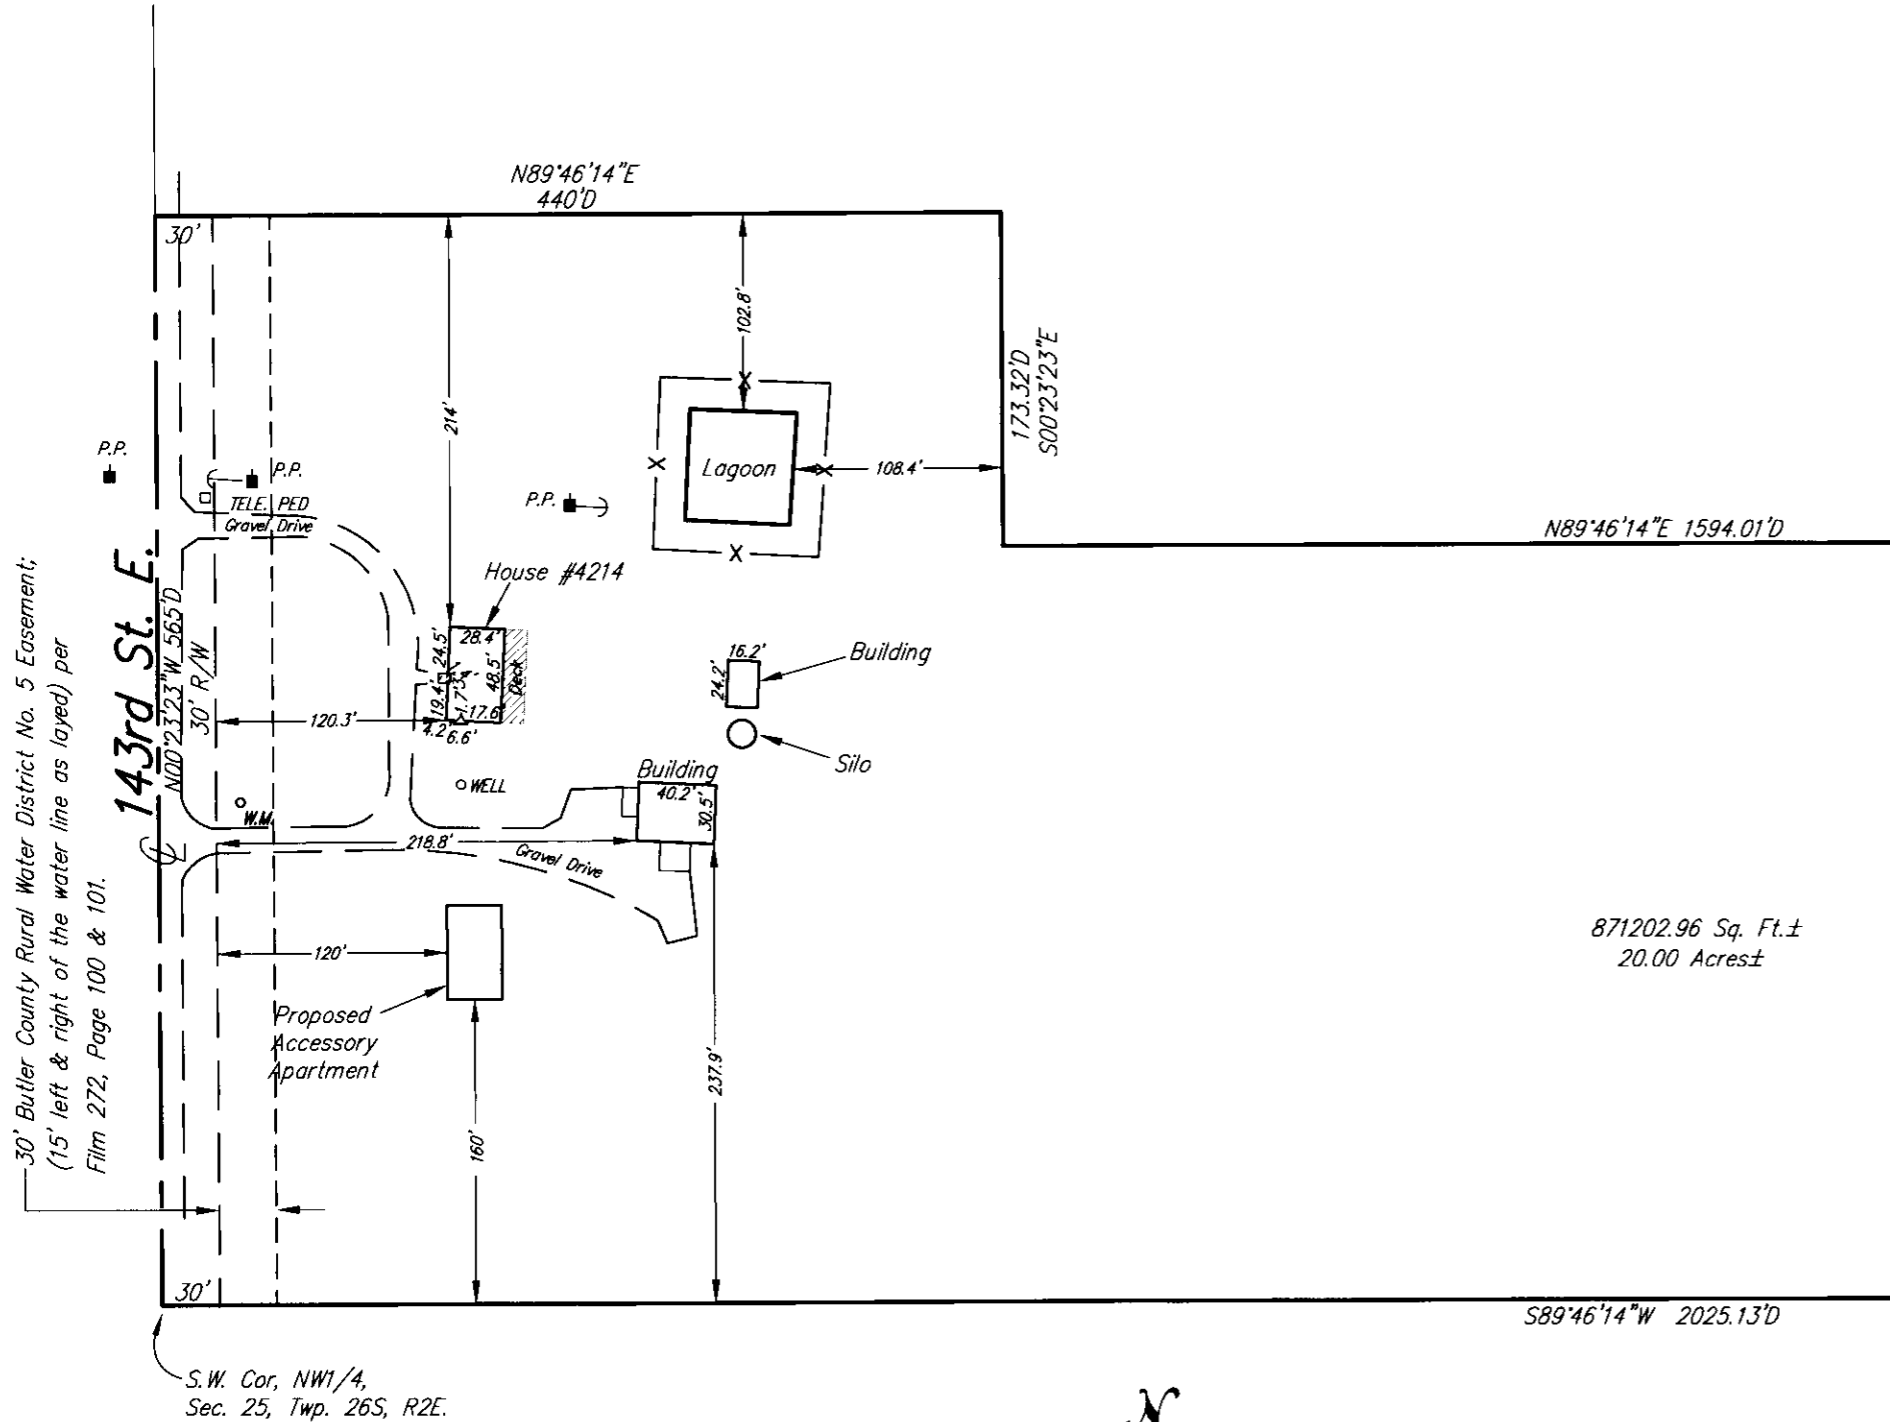 N89°46'14"E
440'D
30'
102.8'
214'
173.32'D
S00°23'23"E
P.P.
P.P.
TELE. PED
Gravel Drive
P.P.
Lagoon
108.4'
N89°46'14"E 1594.01'D
House #4214
28.4'
24.5'
48.5'
Deck
19.4'
1.7'
17.6'
4.2'
6.6'
120.3'
143rd St. E.
N00°23'23"W 565'D
30' R/W
16.2'
24.2'
Building
Silo
WELL
W.M.
Building
40.2'
30.5'
218.8'
Gravel Drive
120'
Proposed
Accessory
Apartment
160'
237.9'
871202.96 Sq. Ft.±
20.00 Acres±
30' Butler County Rural Water District No. 5 Easement;
(15' left & right of the water line as layed) per
Film 272, Page 100 & 101.
30'
S89°46'14"W 2025.13'D
S.W. Cor, NW1/4,
Sec. 25, Twp. 26S, R2E.
N